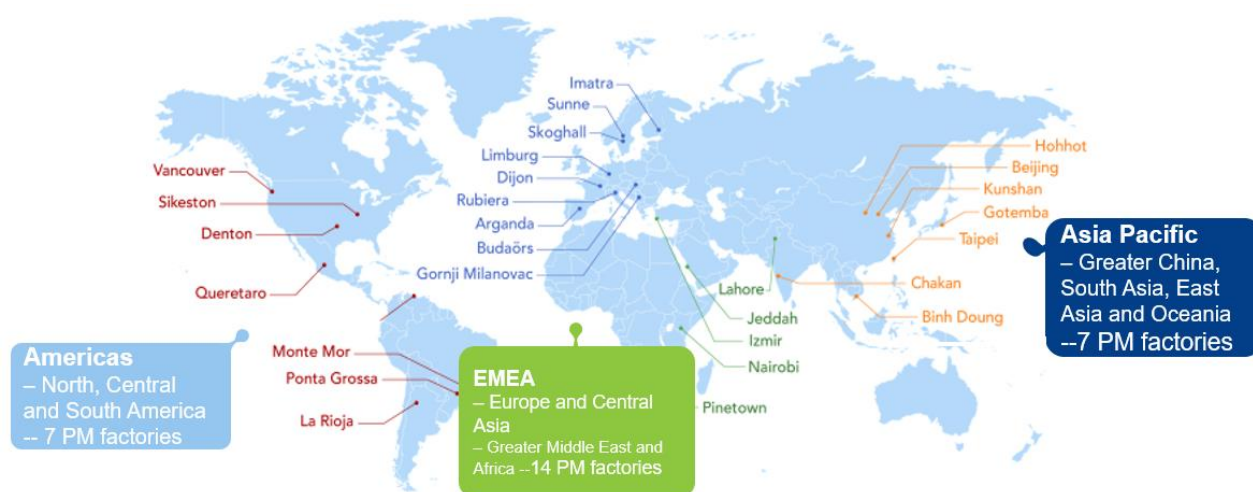 Imatra
Sunne
Skoghall
Limburg
Dijon
Rubiera
Arganda
Budaörs
Gornji Milanovac
Vancouver
Sikeston
Denton
Queretaro
Monte Mor
Ponta Grossa
La Rioja
Hohhot
Beijing
Kunshan
Gotemba
Taipei
Chakan
Binh Doung
Lahore
Jeddah
Izmir
Nairobi
Pinetown
Americas
– North, Central
and South America
-- 7 PM factories
EMEA
– Europe and Central
Asia
– Greater Middle East and
Africa --14 PM factories
Asia Pacific
– Greater China,
South Asia, East
Asia and Oceania
--7 PM factories